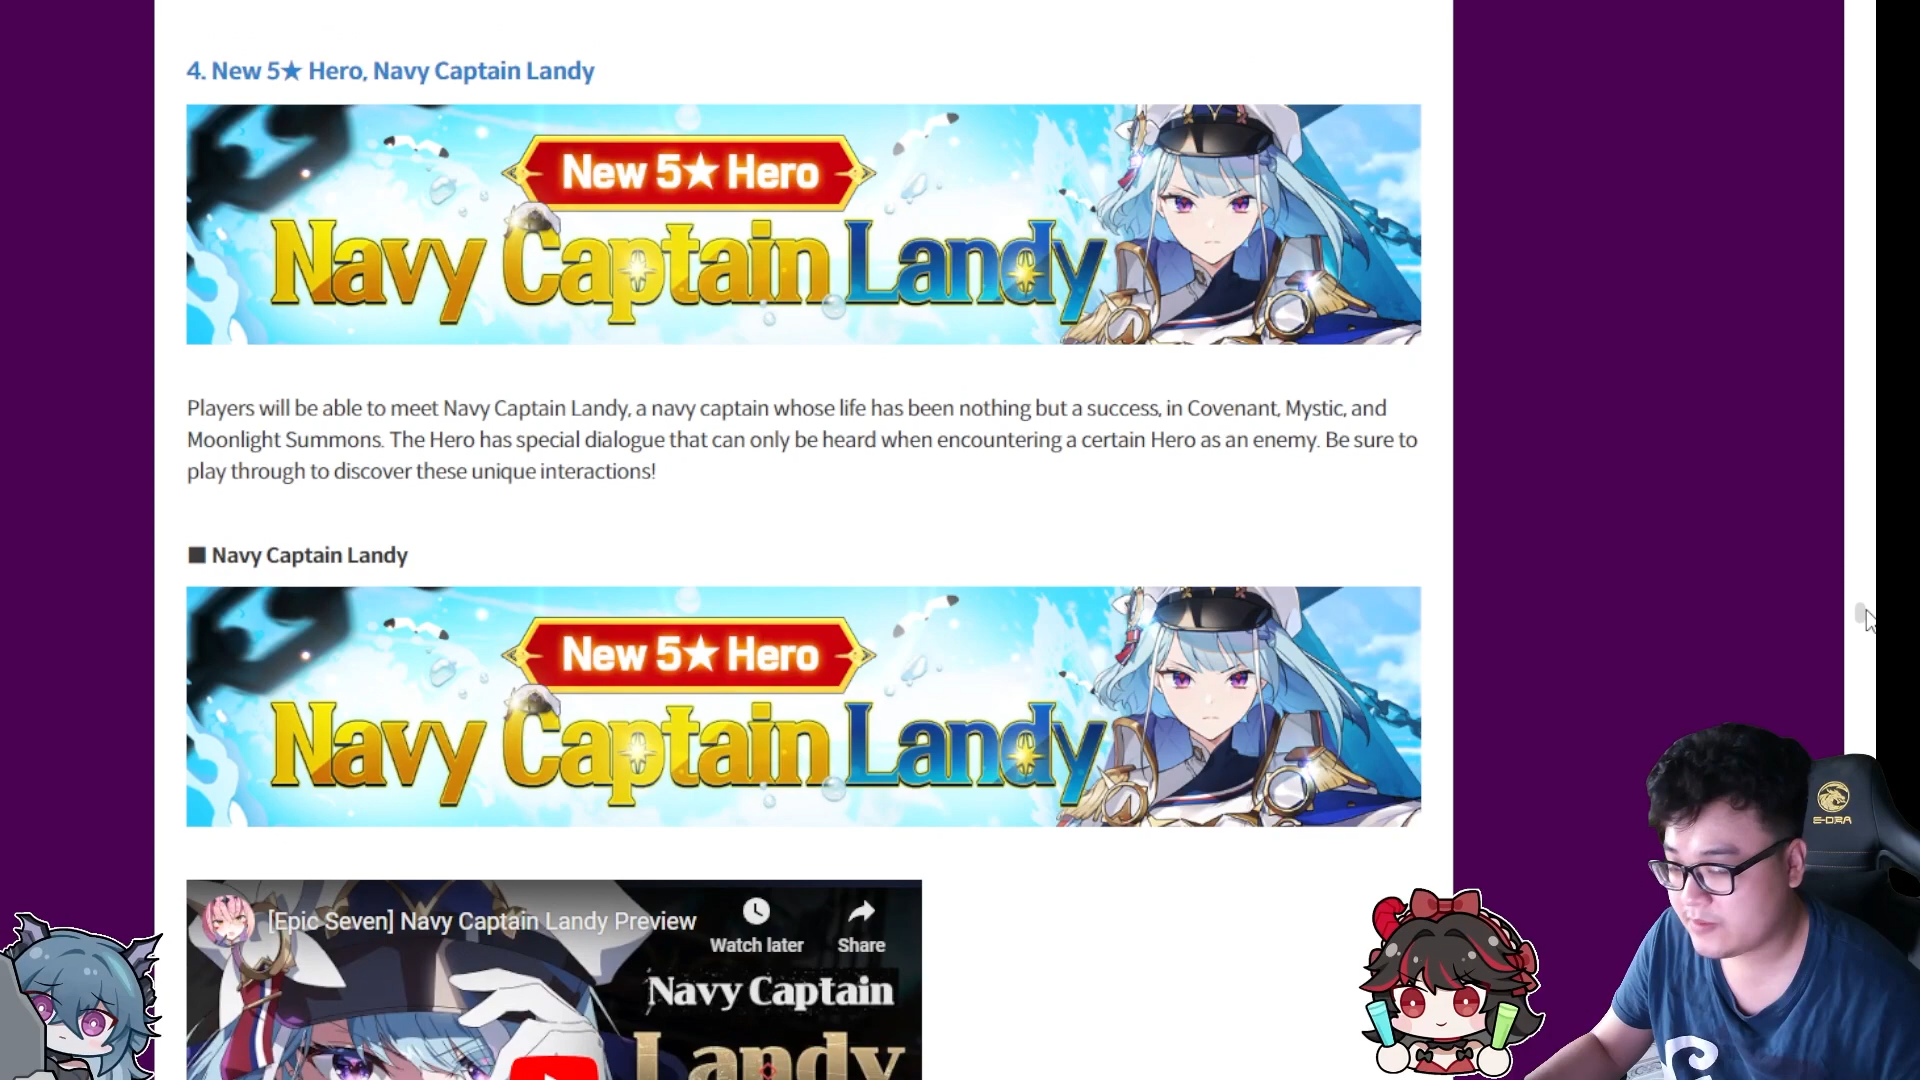 4. New 5★ Hero, Navy Captain Landy
New 5★ Hero
Navy Captain Landy
Players will be able to meet Navy Captain Landy, a navy captain whose life has been nothing but a success, in Covenant, Mystic, and
Moonlight Summons. The Hero has special dialogue that can only be heard when encountering a certain Hero as an enemy. Be sure to
play through to discover these unique interactions!
■ Navy Captain Landy
New 5★ Hero
Navy Captain Landy
[Epic Seven] Navy Captain Landy Preview
Watch later
Share
Navy Captain
Landy
E-DRA